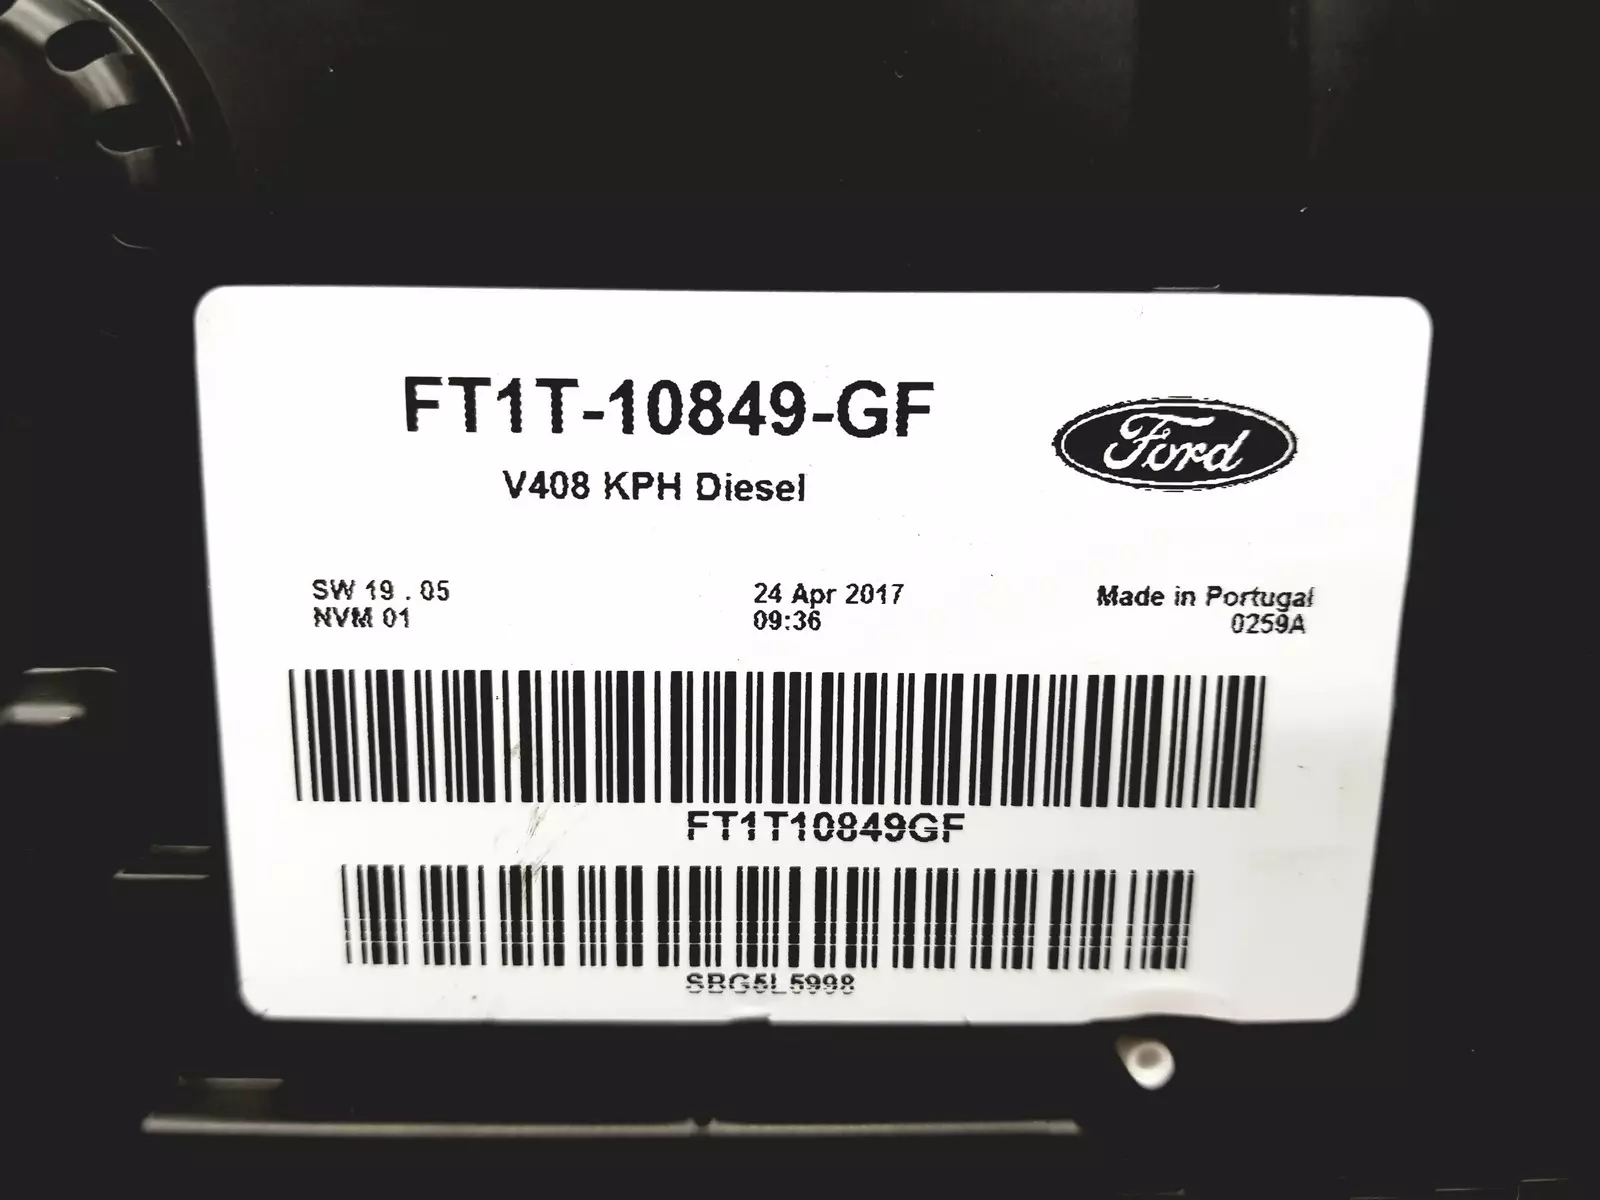 FT1T-10849-GF
Ford
V408 KPH Diesel
SW 19 . 05
24 Apr 2017
Made in Portugal
NVM 01
09:36
0259A
FT1T10849GF
SBG5L5998